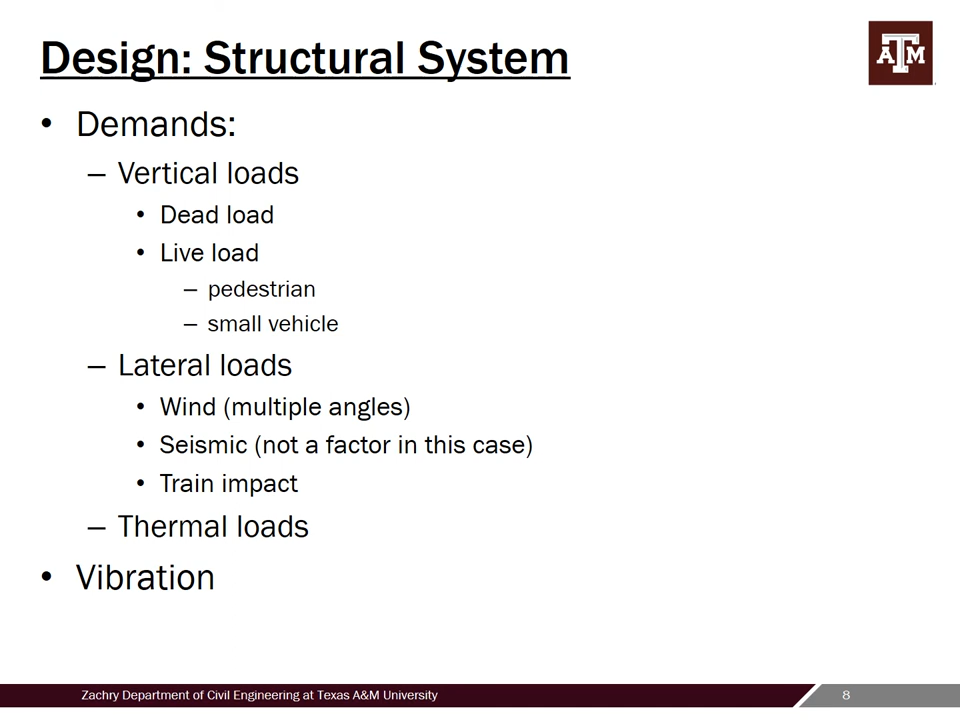 Design: Structural System
ATM
• Demands:
– Vertical loads
• Dead load
• Live load
– pedestrian
– small vehicle
– Lateral loads
• Wind (multiple angles)
• Seismic (not a factor in this case)
• Train impact
– Thermal loads
• Vibration
Zachry Department of Civil Engineering at Texas A&M University
8